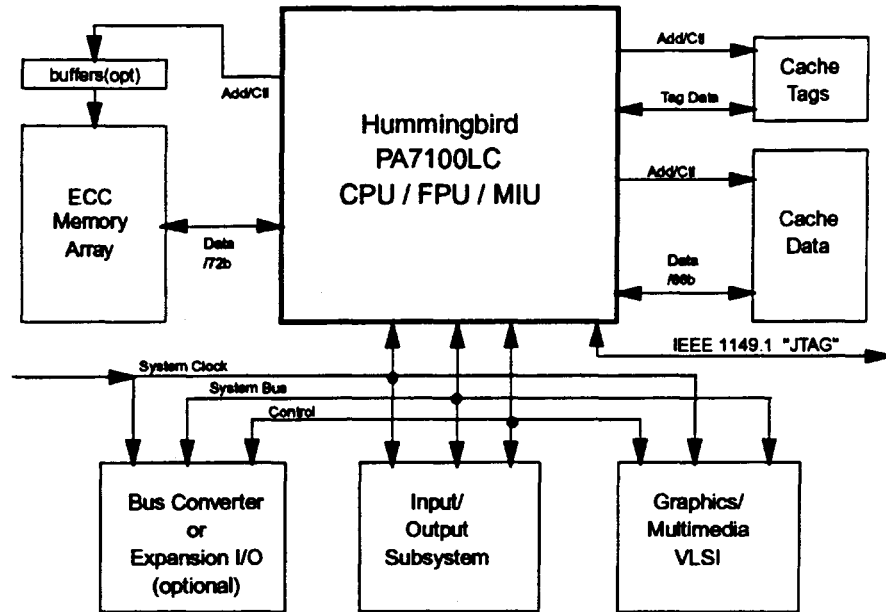 buffers(opt)
Add/Ctl
ECC
Memory
Array
Data
/72b
Hummingbird
PA7100LC
CPU / FPU / MIU
Add/Ctl
Cache
Tags
Tag Data
Add/Ctl
Cache
Data
Data
/66b
IEEE 1149.1 "JTAG"
System Clock
System Bus
Control
Bus Converter
or
Expansion I/O
(optional)
Input/
Output
Subsystem
Graphics/
Multimedia
VLSI